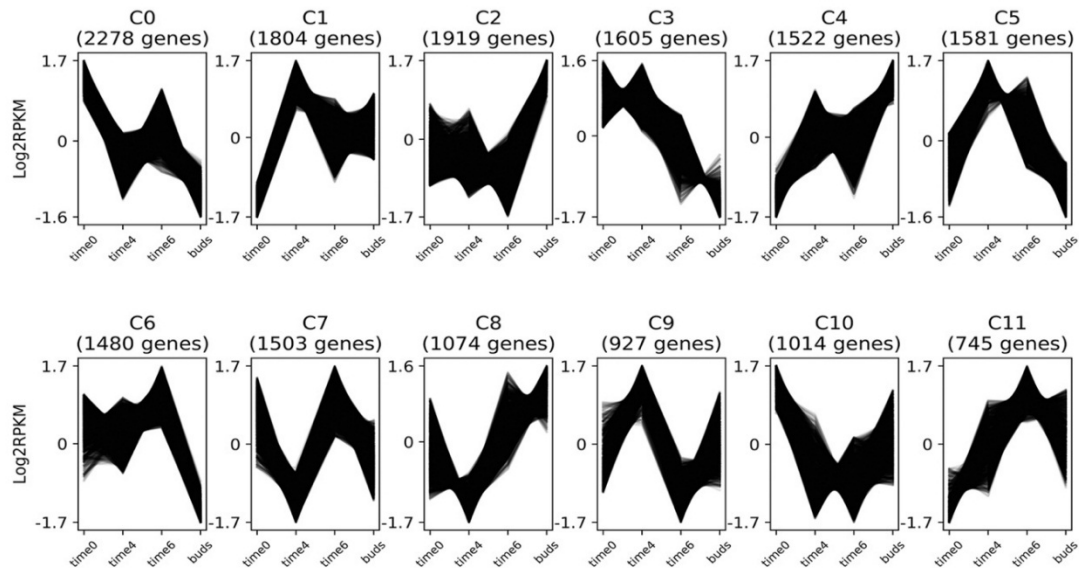 C0 C1 C2 C3 C4 C5
(2278 genes) (1804 genes) (1919 genes) (1605 genes) (1522 genes) (1581 genes)
1.7 1.7 1.7 1.6 1.7 1.7
Log2RPKM
0 0 0 0 0 0
-1.6 -1.7 -1.6 -1.7 -1.7 -1.6
time0 time4 time6 buds time0 time4 time6 buds time0 time4 time6 buds time0 time4 time6 buds time0 time4 time6 buds time0 time4 time6 buds
C6 C7 C8 C9 C10 C11
(1480 genes) (1503 genes) (1074 genes) (927 genes) (1014 genes) (745 genes)
1.7 1.7 1.6 1.7 1.7 1.7
Log2RPKM
0 0 0 0 0 0
-1.7 -1.7 -1.7 -1.7 -1.6 -1.7
time0 time4 time6 buds time0 time4 time6 buds time0 time4 time6 buds time0 time4 time6 buds time0 time4 time6 buds time0 time4 time6 buds